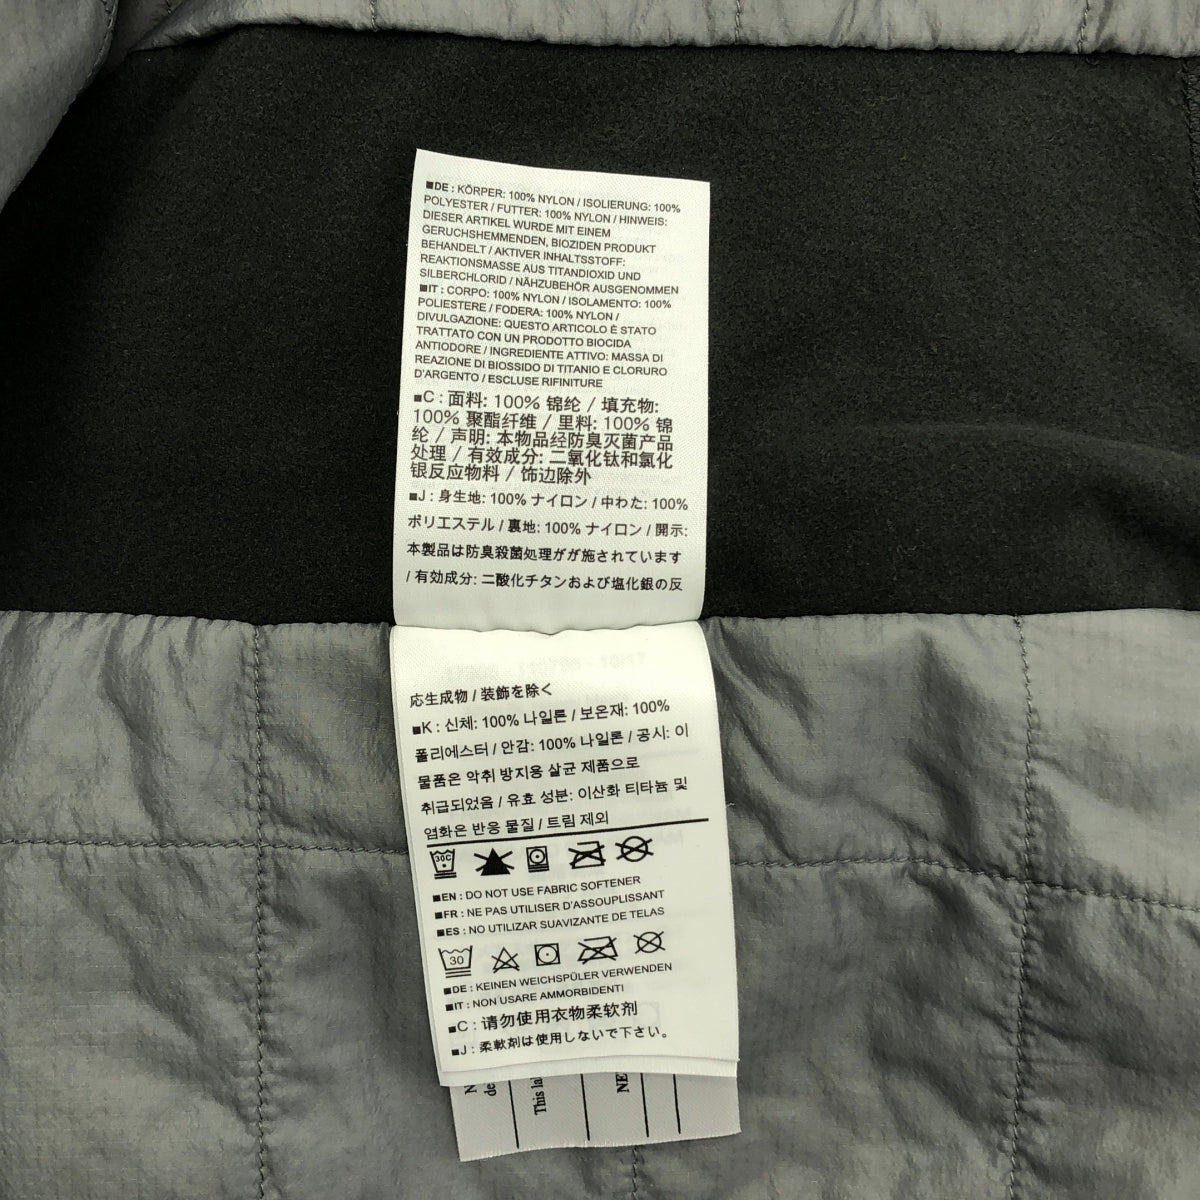 ■DE : KÖRPER: 100% NYLON / ISOLIERUNG: 100%
POLYESTER / FUTTER: 100% NYLON / HINWEIS:
DIESER ARTIKEL WURDE MIT EINEM
GERUCHSHEMMENDEN, BIOZIDEN PRODUKT
BEHANDELT / AKTIVER INHALTSSTOFF:
REAKTIONSMASSE AUS TITANDIOXID UND
SILBERCHLORID / NÄHZUBEHÖR AUSGENOMMEN
■IT : CORPO: 100% NYLON / ISOLAMENTO: 100%
POLIESTERE / FODERA: 100% NYLON /
DIVULGAZIONE: QUESTO ARTICOLO È STATO
TRATTATO CON UN PRODOTTO BIOCIDA
ANTIODORE / INGREDIENTE ATTIVO: MASSA DI
REAZIONE DI BIOSSIDO DI TITANIO E CLORURO
D'ARGENTO / ESCLUSE RIFINITURE
■C : 面料: 100% 锦纶 / 填充物:
100% 聚酯纤维 / 里料: 100% 锦
纶 / 声明: 本物品经防臭灭菌产品
处理 / 有效成分: 二氧化钛和氯化
银反应物料 / 饰边除外
■J : 身生地: 100% ナイロン / 中わた: 100%
ポリエステル / 裏地: 100% ナイロン / 開示:
本製品は防臭殺菌処理がが施されています
/ 有効成分: 二酸化チタンおよび塩化銀の反
応生成物 / 装飾を除く
■K : 신체: 100% 나일론 / 보온재: 100%
폴리에스터 / 안감: 100% 나일론 / 공시: 이
물품은 악취 방지용 살균 제품으로
취급되었음 / 유효 성분: 이산화 티타늄 및
염화은 반응 물질 / 트림 제외
30C
■EN : DO NOT USE FABRIC SOFTENER
■FR : NE PAS UTILISER D'ASSOUPLISSANT
■ES : NO UTILIZAR SUAVIZANTE DE TELAS
30
■DE : KEINEN WEICHSPÜLER VERWENDEN
■IT : NON USARE AMMORBIDENTI
■C : 请勿使用衣物柔软剂
■J : 柔軟剤は使用しないで下さい。
de
This